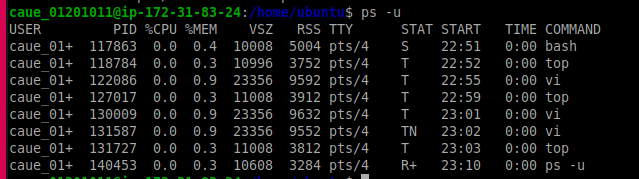 caue_01201011@ip-172-31-83-24:/home/ubuntu$ ps -u
USER         PID %CPU %MEM    VSZ   RSS TTY      STAT START   TIME COMMAND
caue_01+  117863  0.0  0.4  10008  5004 pts/4    S    22:51   0:00 bash
caue_01+  118784  0.0  0.3  10996  3752 pts/4    T    22:52   0:00 top
caue_01+  122086  0.0  0.9  23356  9592 pts/4    T    22:55   0:00 vi
caue_01+  127017  0.0  0.3  11008  3912 pts/4    T    22:59   0:00 top
caue_01+  130009  0.0  0.9  23356  9632 pts/4    T    23:01   0:00 vi
caue_01+  131587  0.0  0.9  23356  9552 pts/4    TN   23:02   0:00 vi
caue_01+  131727  0.0  0.3  11008  3812 pts/4    T    23:03   0:00 top
caue_01+  140453  0.0  0.3  10608  3284 pts/4    R+   23:10   0:00 ps -u